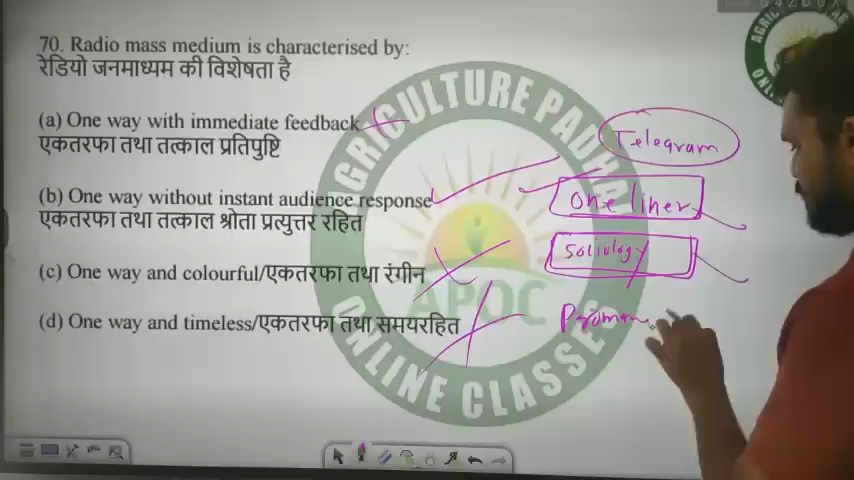 70. Radio mass medium is characterised by:
रेडियो जनमाध्यम की विशेषता है
(a) One way with immediate feedback
एकतरफा तथा तत्काल प्रतिपुष्टि
(b) One way without instant audience response
एकतरफा तथा तत्काल श्रोता प्रत्युत्तर रहित
(c) One way and colourful/एकतरफा तथा रंगीन
(d) One way and timeless/एकतरफा तथा समयरहित
Telegram
One liner
Sociology
AGRICULTURE PADHAI
APOC
ONLINE CLASSES